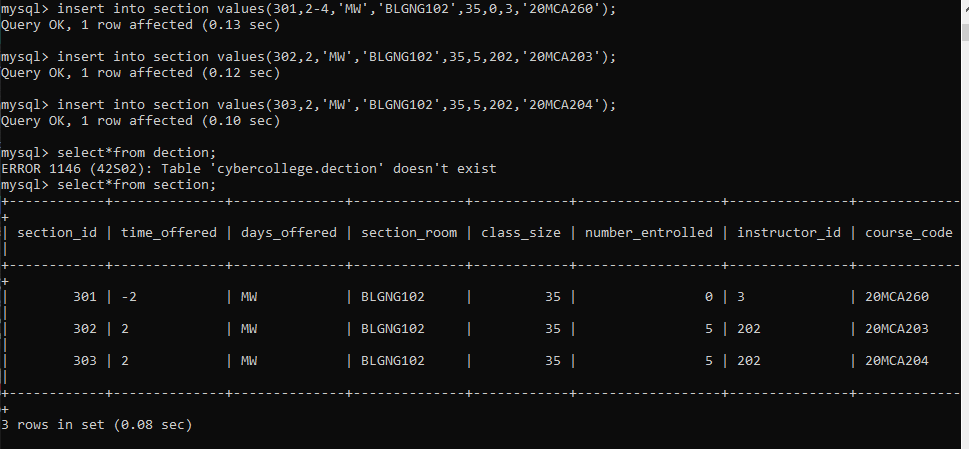 mysql> insert into section values(301,2-4,'MW','BLGNG102',35,0,3,'20MCA260');
Query OK, 1 row affected (0.13 sec)
mysql> insert into section values(302,2,'MW','BLGNG102',35,5,202,'20MCA203');
Query OK, 1 row affected (0.12 sec)
mysql> insert into section values(303,2,'MW','BLGNG102',35,5,202,'20MCA204');
Query OK, 1 row affected (0.10 sec)
mysql> select*from dection;
ERROR 1146 (42S02): Table 'cybercollege.dection' doesn't exist
mysql> select*from section;
+------------+--------------+--------------+--------------+------------+------------------+---------------+-------------
+
| section_id | time_offered | days_offered | section_room | class_size | number_entrolled | instructor_id | course_code
|
+------------+--------------+--------------+--------------+------------+------------------+---------------+-------------
+
|        301 | -2           | MW           | BLGNG102     |         35 |                0 | 3             | 20MCA260
|
|        302 | 2            | MW           | BLGNG102     |         35 |                5 | 202           | 20MCA203
|
|        303 | 2            | MW           | BLGNG102     |         35 |                5 | 202           | 20MCA204
|
+------------+--------------+--------------+--------------+------------+------------------+---------------+-------------
+
3 rows in set (0.08 sec)